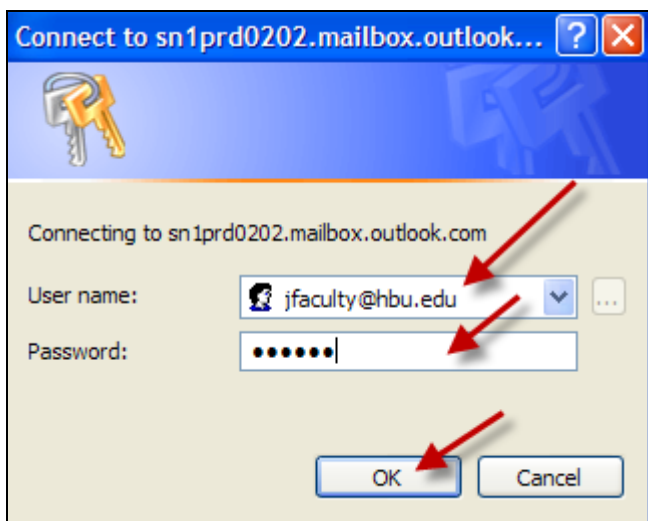 Connect to sn1prd0202.mailbox.outlook...
Connecting to sn1prd0202.mailbox.outlook.com
User name: jfaculty@hbu.edu ...
Password: ••••••
OK Cancel